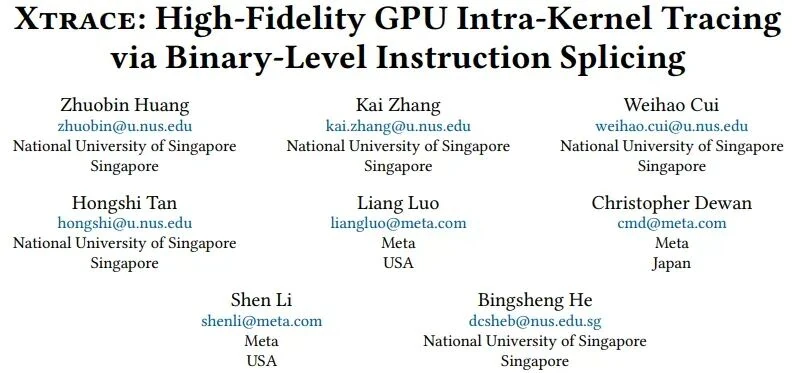 XTRACE: High-Fidelity GPU Intra-Kernel Tracing
via Binary-Level Instruction Splicing
Zhuobin Huang
zhuobin@u.nus.edu
National University of Singapore
Singapore
Kai Zhang
kai.zhang@u.nus.edu
National University of Singapore
Singapore
Weihao Cui
weihao.cui@u.nus.edu
National University of Singapore
Singapore
Hongshi Tan
hongshi@u.nus.edu
National University of Singapore
Singapore
Liang Luo
liangluo@meta.com
Meta
USA
Christopher Dewan
cmd@meta.com
Meta
Japan
Shen Li
shenli@meta.com
Meta
USA
Bingsheng He
dcsheb@nus.edu.sg
National University of Singapore
Singapore